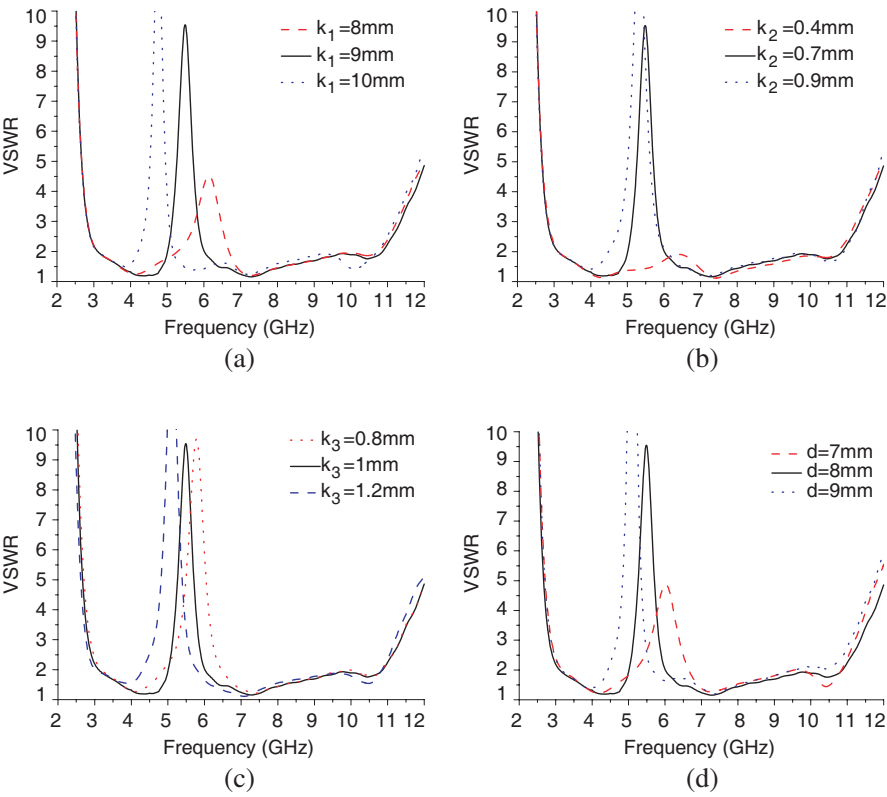 10
9
8
7
6
5
4
3
2
1
VSWR
k1=8mm
k1=9mm
k1=10mm
2 3 4 5 6 7 8 9 10 11 12
Frequency (GHz)
(a)
10
9
8
7
6
5
4
3
2
1
VSWR
k2=0.4mm
k2=0.7mm
k2=0.9mm
2 3 4 5 6 7 8 9 10 11 12
Frequency (GHz)
(b)
10
9
8
7
6
5
4
3
2
1
VSWR
k3=0.8mm
k3=1mm
k3=1.2mm
2 3 4 5 6 7 8 9 10 11 12
Frequency (GHz)
(c)
10
9
8
7
6
5
4
3
2
1
VSWR
d=7mm
d=8mm
d=9mm
2 3 4 5 6 7 8 9 10 11 12
Frequency (GHz)
(d)